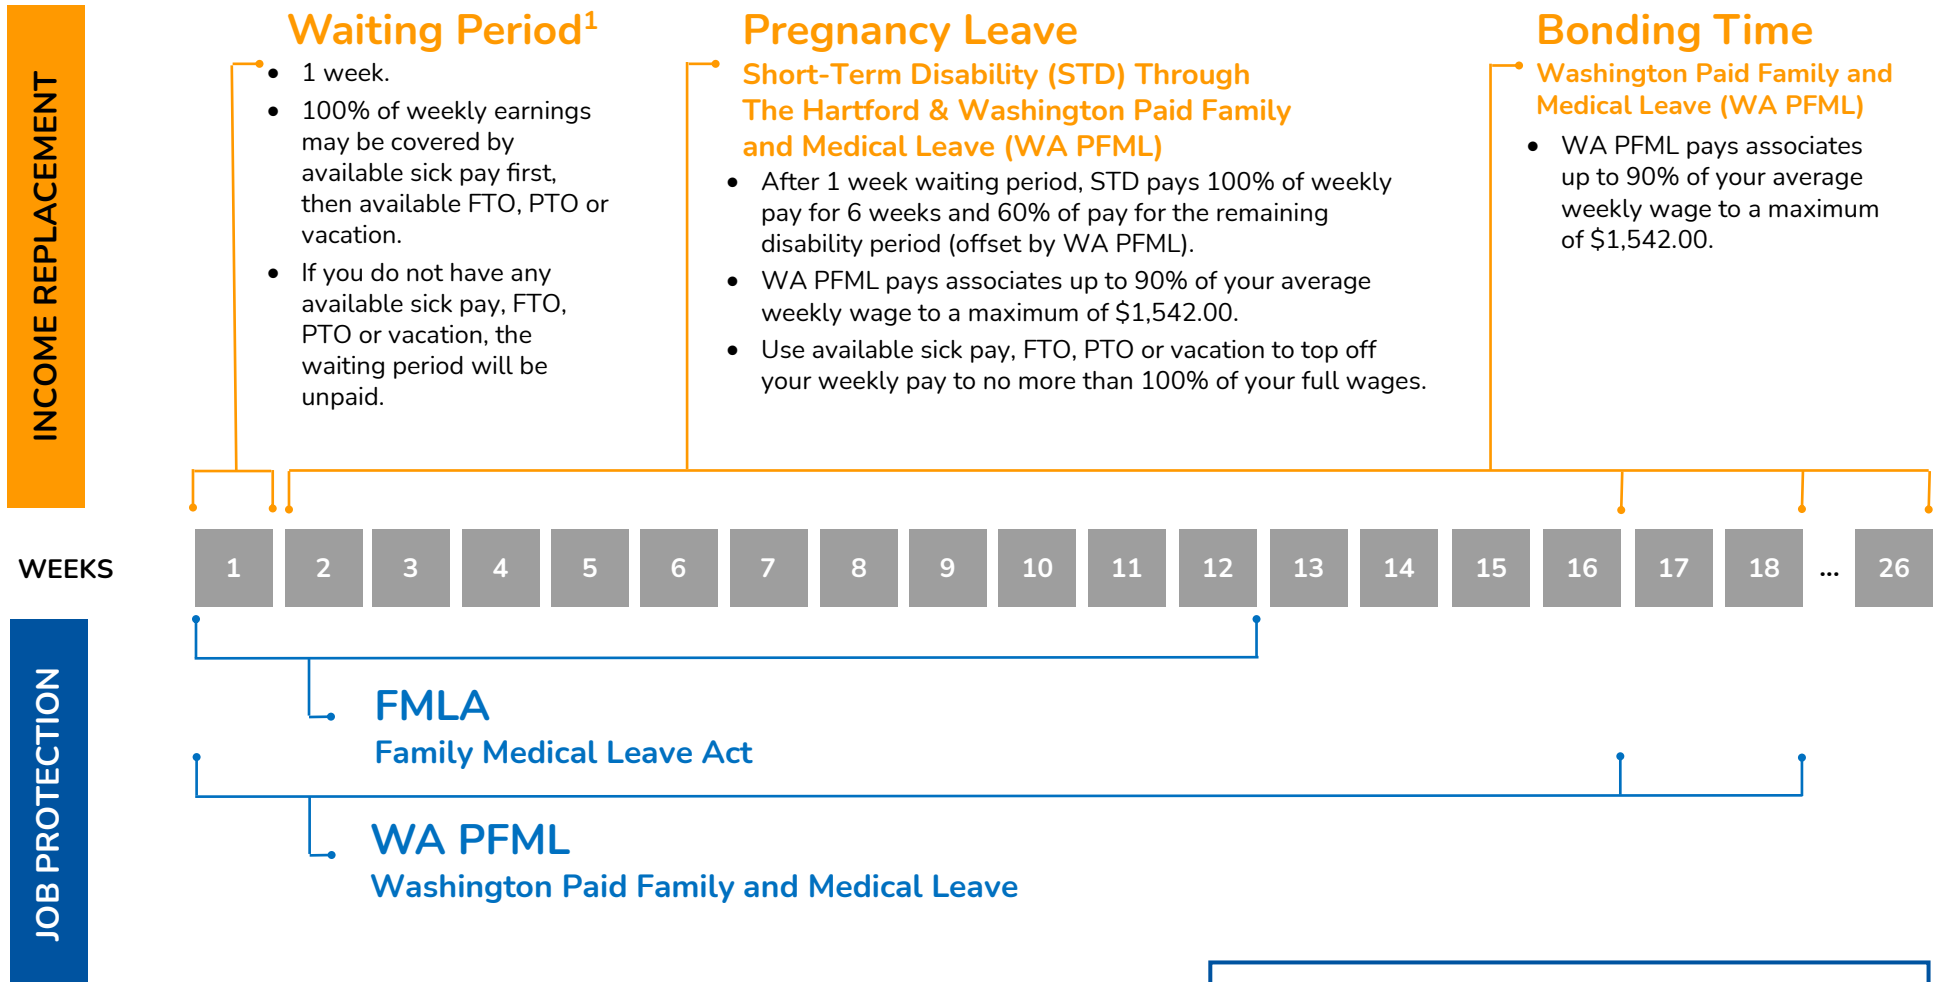 INCOME REPLACEMENT
Waiting Period¹
• 1 week.
• 100% of weekly earnings
may be covered by
available sick pay first,
then available FTO, PTO or
vacation.
• If you do not have any
available sick pay, FTO,
PTO or vacation, the
waiting period will be
unpaid.
Pregnancy Leave
Short-Term Disability (STD) Through
The Hartford & Washington Paid Family
and Medical Leave (WA PFML)
• After 1 week waiting period, STD pays 100% of weekly
pay for 6 weeks and 60% of pay for the remaining
disability period (offset by WA PFML).
• WA PFML pays associates up to 90% of your average
weekly wage to a maximum of $1,542.00.
• Use available sick pay, FTO, PTO or vacation to top off
your weekly pay to no more than 100% of your full wages.
Bonding Time
Washington Paid Family and
Medical Leave (WA PFML)
• WA PFML pays associates
up to 90% of your average
weekly wage to a maximum
of $1,542.00.
WEEKS 1 2 3 4 5 6 7 8 9 10 11 12 13 14 15 16 17 18 ... 26
JOB PROTECTION
FMLA
Family Medical Leave Act
WA PFML
Washington Paid Family and Medical Leave